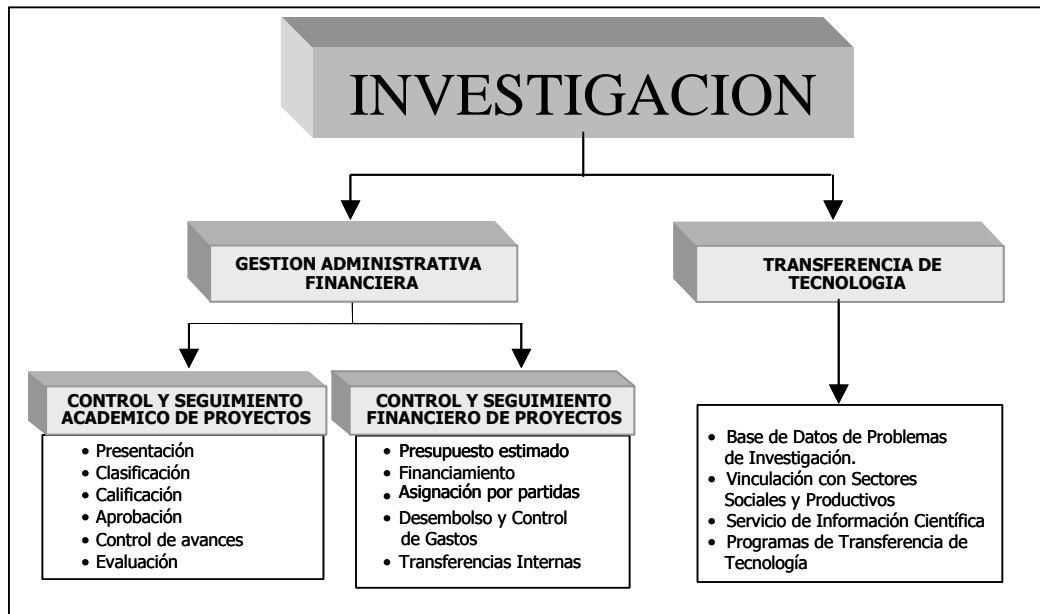 INVESTIGACION
GESTION ADMINISTRATIVA
FINANCIERA
TRANSFERENCIA DE
TECNOLOGIA
CONTROL Y SEGUIMIENTO
ACADEMICO DE PROYECTOS
• Presentación
• Clasificación
• Calificación
• Aprobación
• Control de avances
• Evaluación
CONTROL Y SEGUIMIENTO
FINANCIERO DE PROYECTOS
• Presupuesto estimado
• Financiamiento
• Asignación por partidas
• Desembolso y Control
de Gastos
• Transferencias Internas
• Base de Datos de Problemas
de Investigación.
• Vinculación con Sectores
Sociales y Productivos
• Servicio de Información Científica
• Programas de Transferencia de
Tecnología